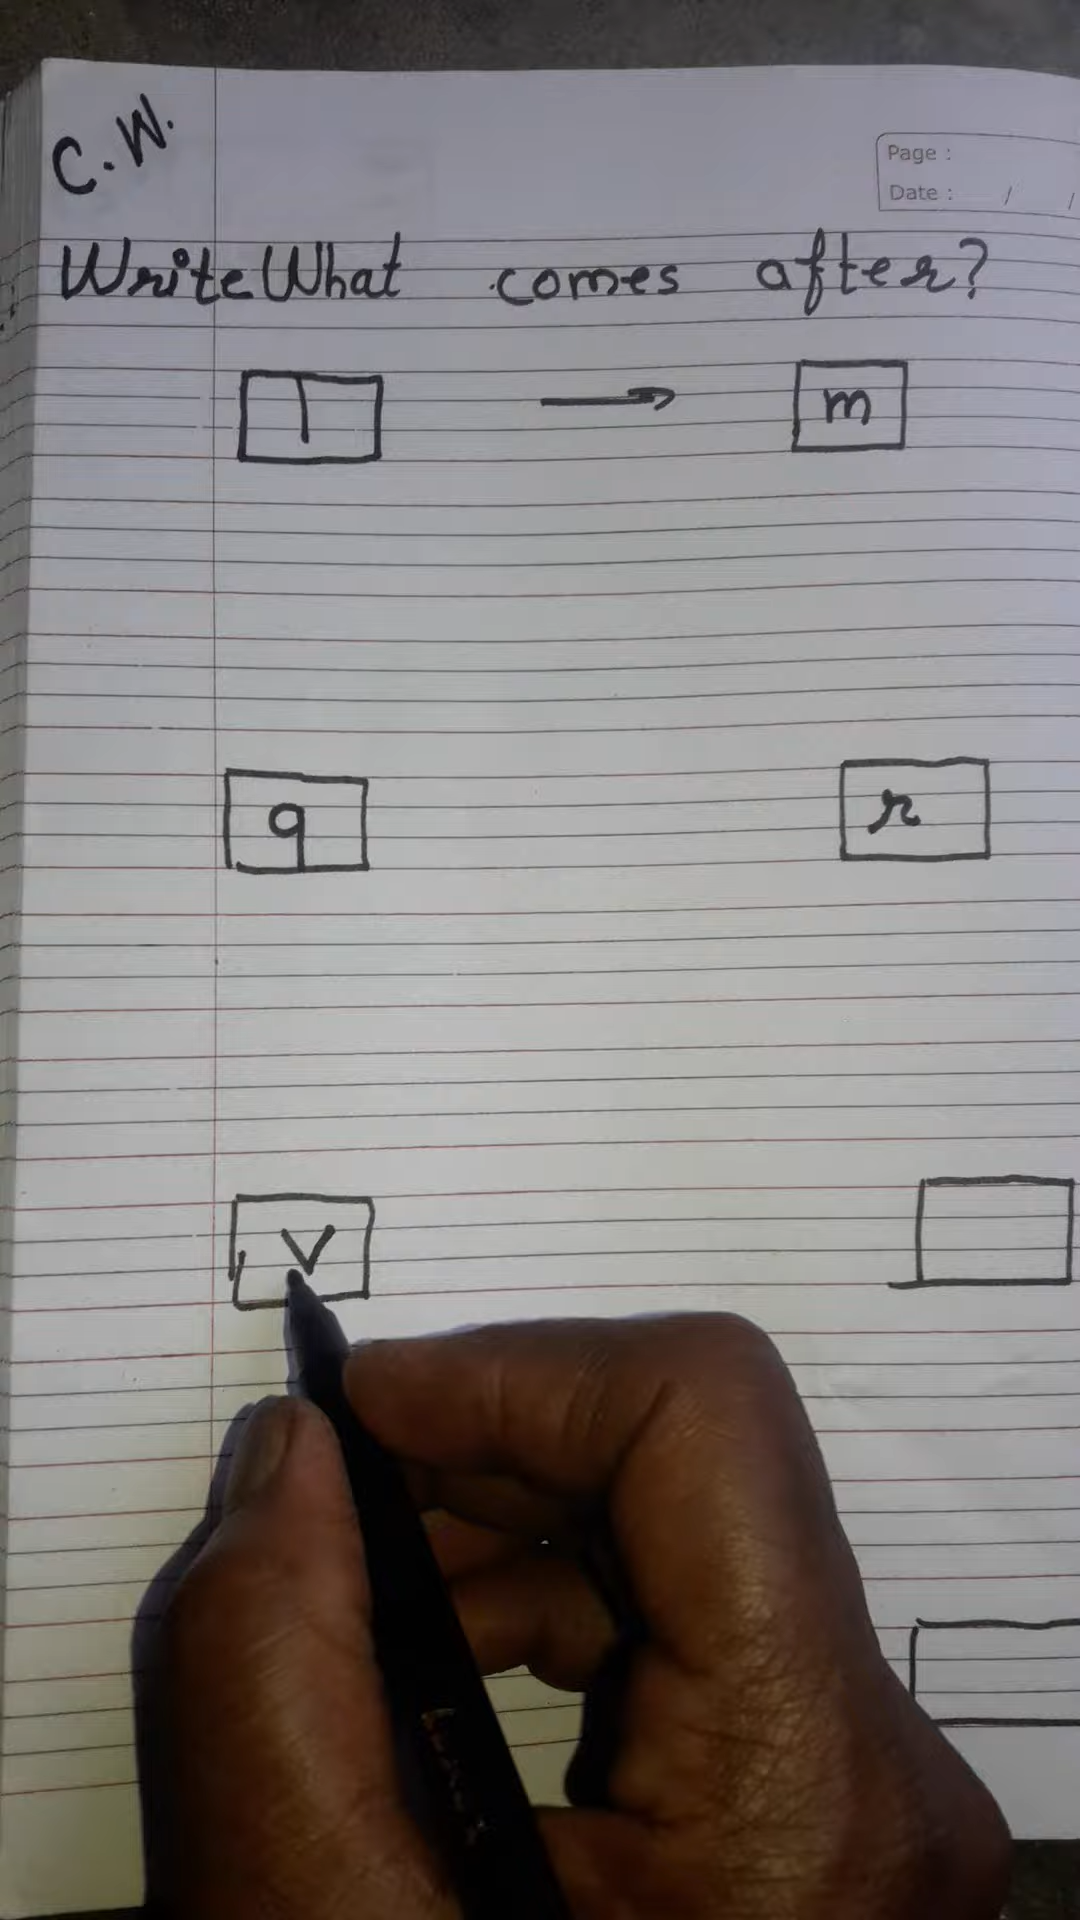 C.W.
Page :
Date : / /
Write What comes after?
l → m
q r
v